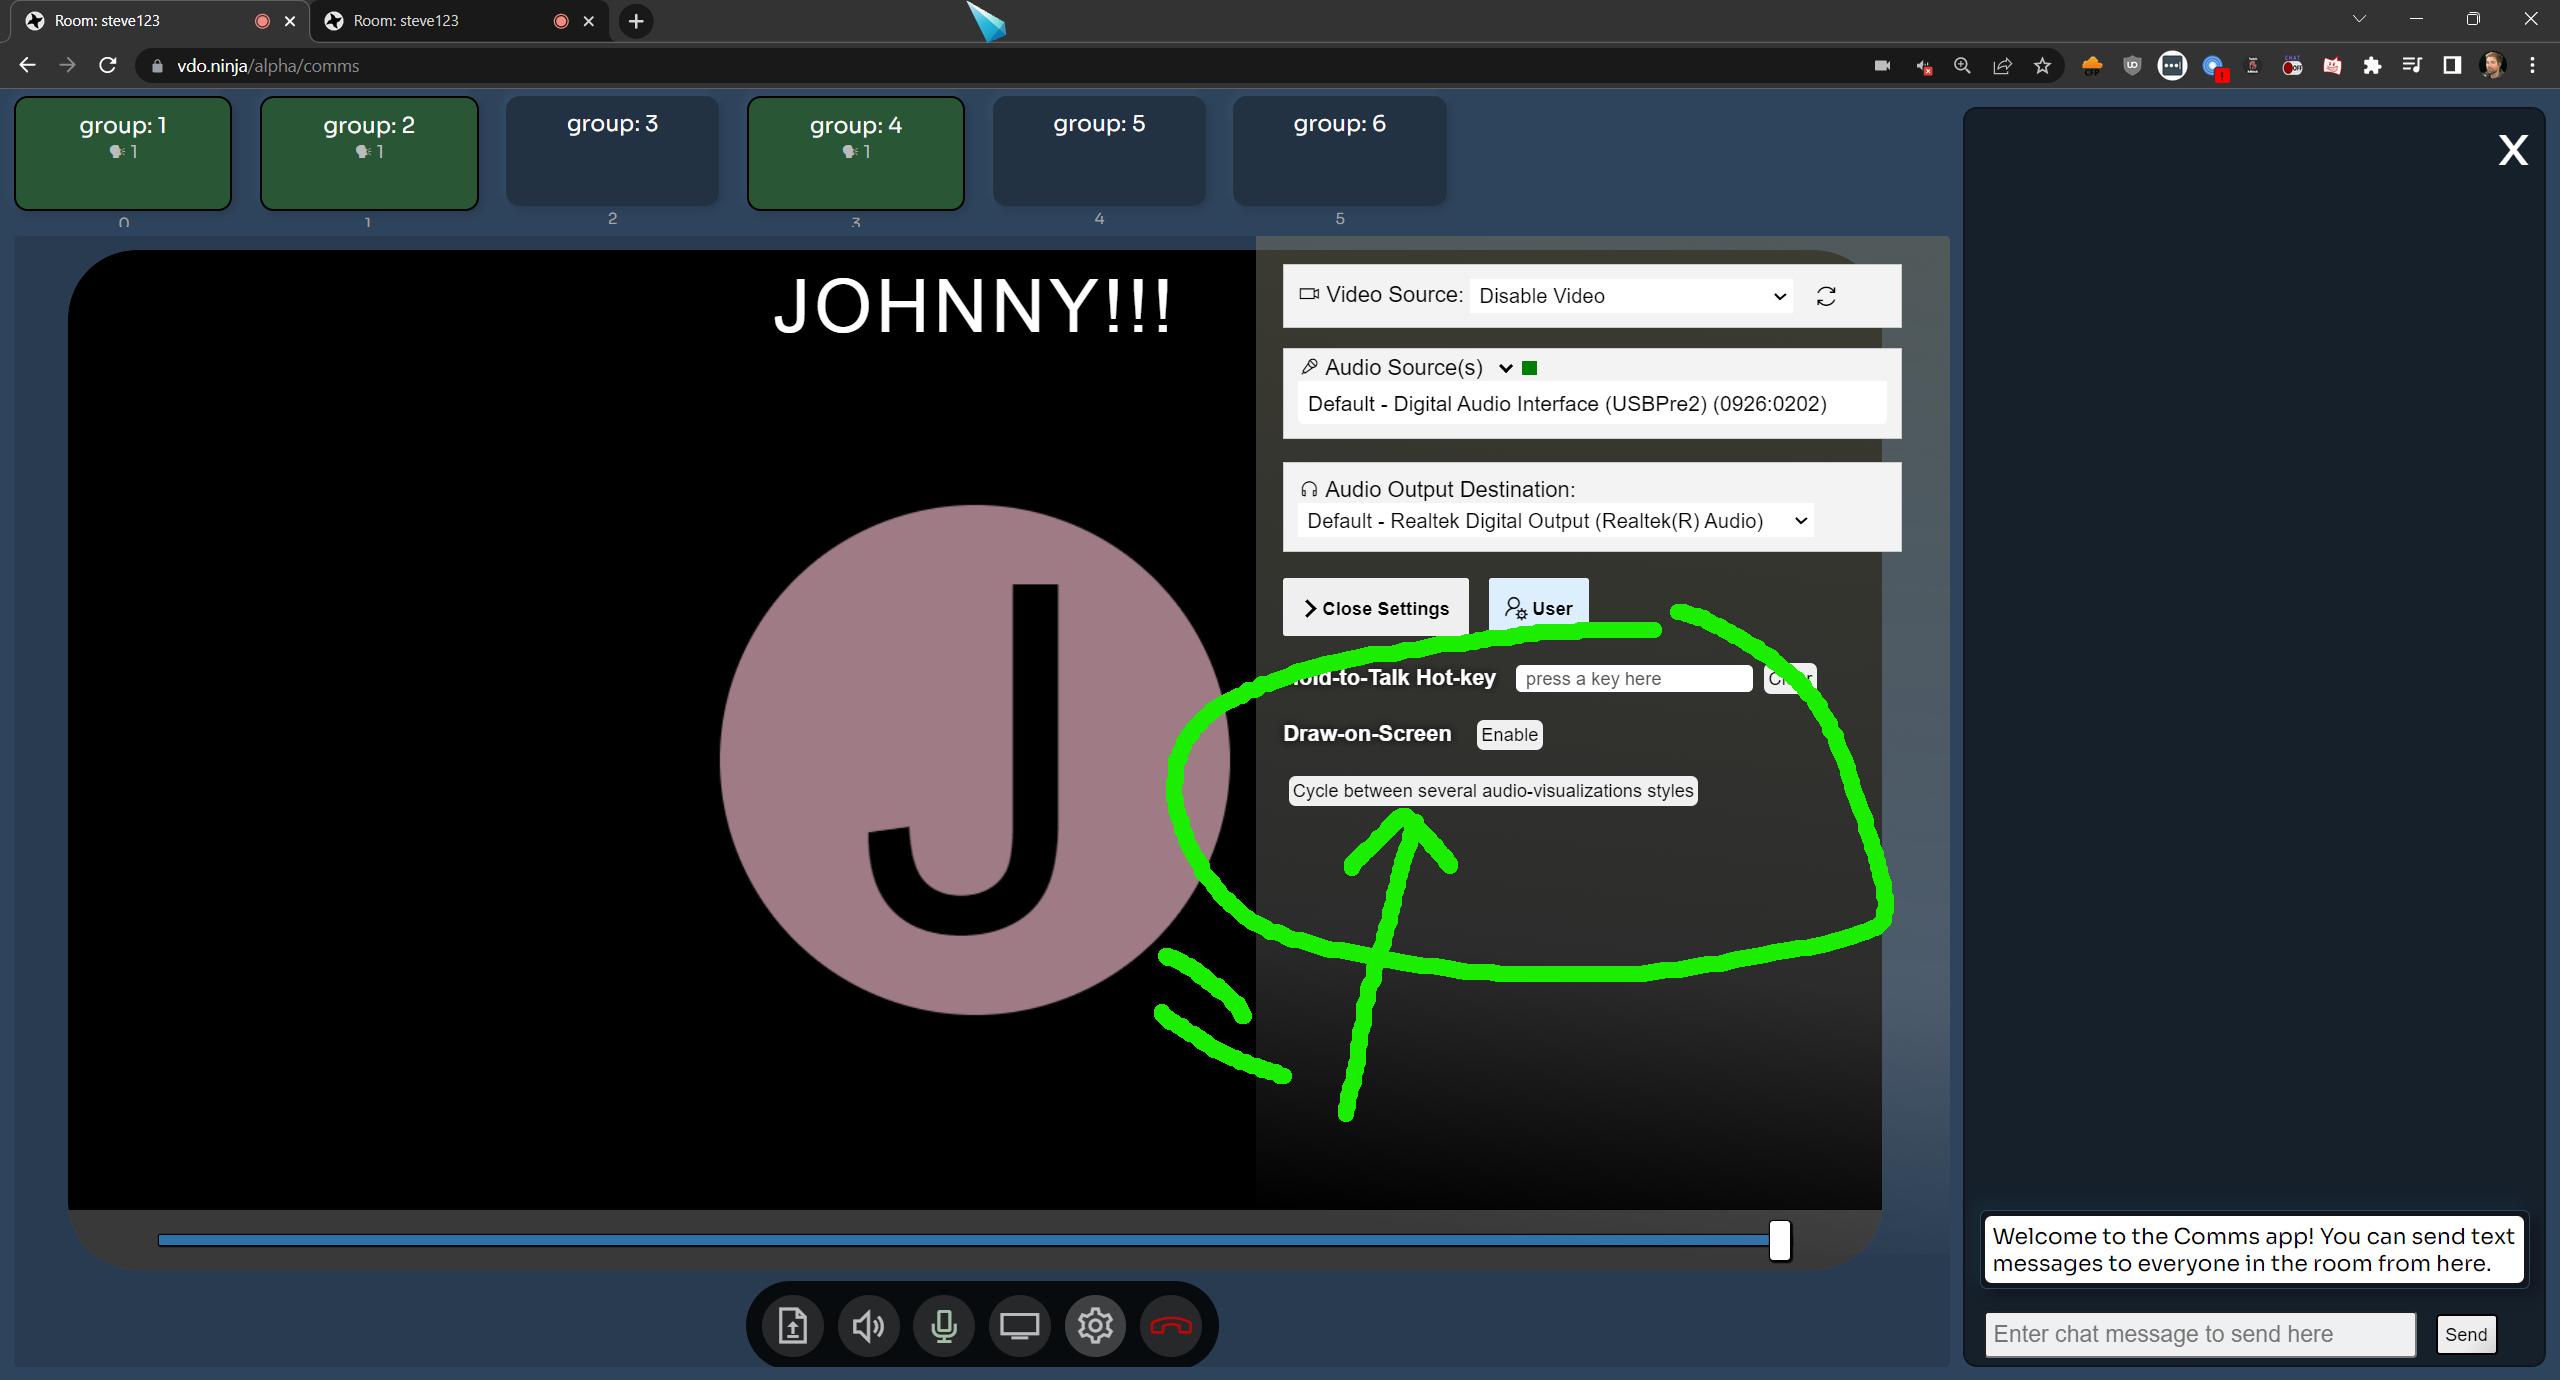 Room: steve123
Room: steve123
vdo.ninja/alpha/comms
group: 1
1
group: 2
1
group: 3
group: 4
1
group: 5
group: 6
0
1
2
3
4
5
X
JOHNNY!!!
J
Video Source: Disable Video
Audio Source(s)
Default - Digital Audio Interface (USBPre2) (0926:0202)
Audio Output Destination:
Default - Realtek Digital Output (Realtek(R) Audio)
Close Settings User
Hold-to-Talk Hot-key press a key here Clear
Draw-on-Screen Enable
Cycle between several audio-visualizations styles
Welcome to the Comms app! You can send text
messages to everyone in the room from here.
Enter chat message to send here Send